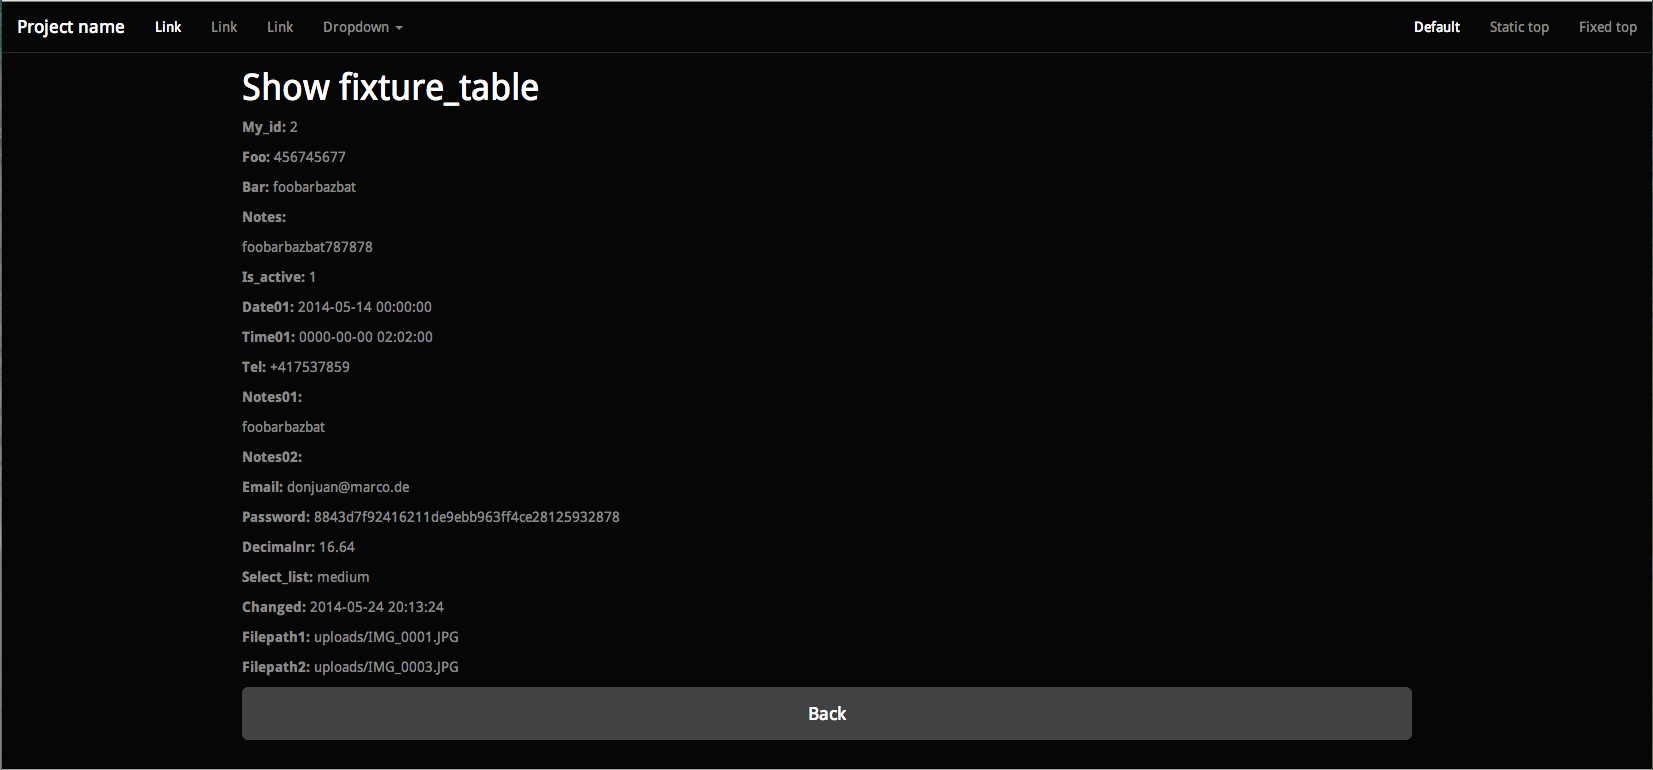 Project name Link Link Link Dropdown Default Static top Fixed top
Show fixture_table
My_id: 2
Foo: 456745677
Bar: foobarbazbat
Notes:
foobarbazbat787878
Is_active: 1
Date01: 2014-05-14 00:00:00
Time01: 0000-00-00 02:02:00
Tel: +417537859
Notes01:
foobarbazbat
Notes02:
Email: donjuan@marco.de
Password: 8843d7f92416211de9ebb963ff4ce28125932878
Decimalnr: 16.64
Select_list: medium
Changed: 2014-05-24 20:13:24
Filepath1: uploads/IMG_0001.JPG
Filepath2: uploads/IMG_0003.JPG
Back